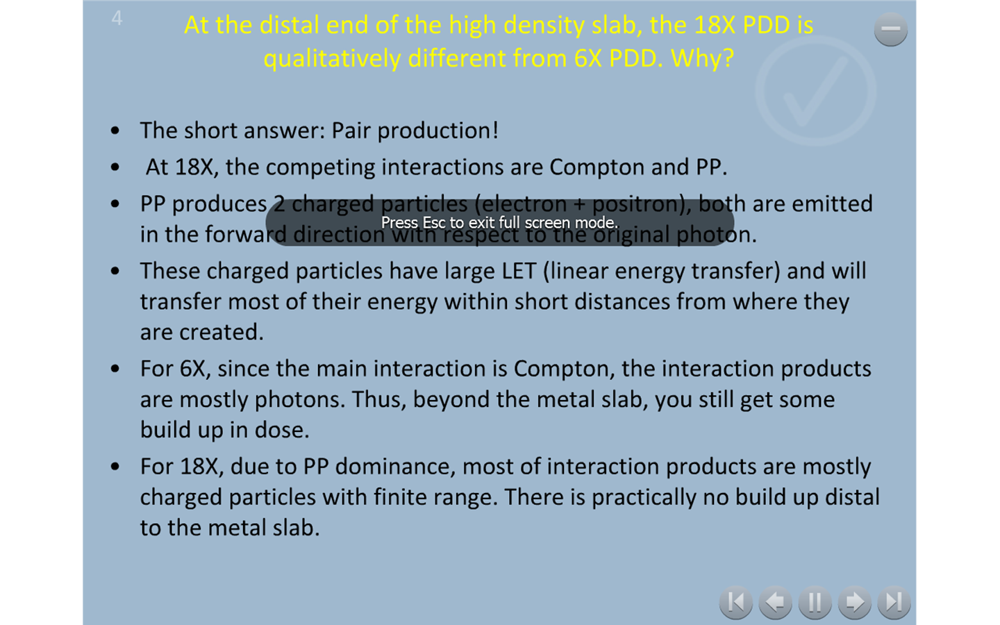 4
At the distal end of the high density slab, the 18X PDD is
qualitatively different from 6X PDD. Why?
• The short answer: Pair production!
• At 18X, the competing interactions are Compton and PP.
• PP produces 2 charged particles (electron + positron), both are emitted
Press Esc to exit full screen mode.
in the forward direction with respect to the original photon.
• These charged particles have large LET (linear energy transfer) and will
transfer most of their energy within short distances from where they
are created.
• For 6X, since the main interaction is Compton, the interaction products
are mostly photons. Thus, beyond the metal slab, you still get some
build up in dose.
• For 18X, due to PP dominance, most of interaction products are mostly
charged particles with finite range. There is practically no build up distal
to the metal slab.